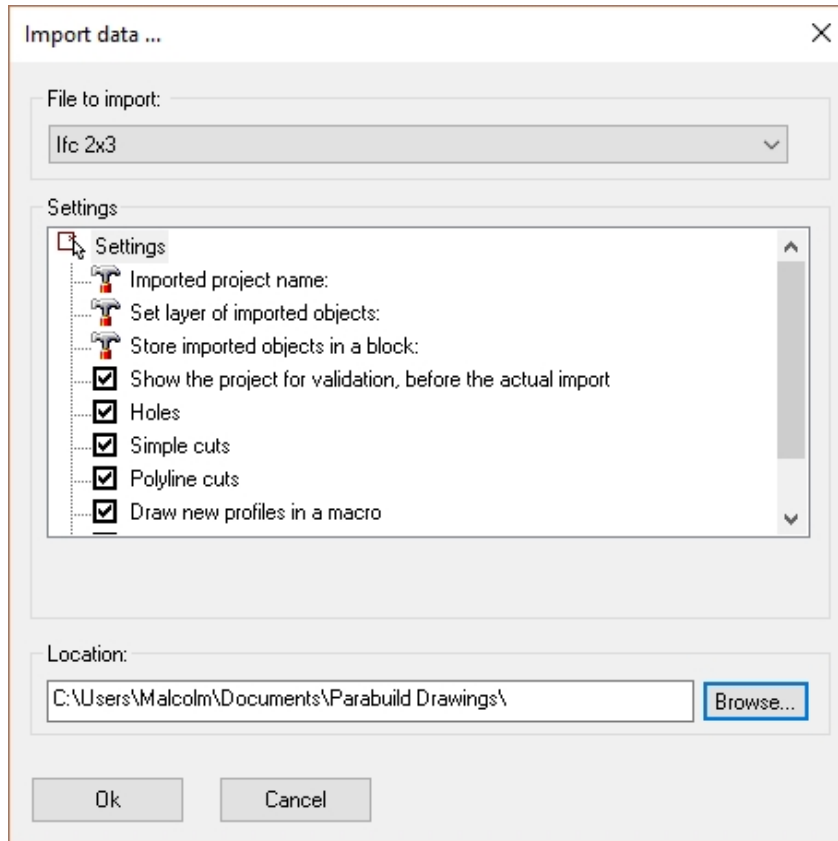 Import data ...
File to import:
Ifc 2x3
Settings
Settings
Imported project name:
Set layer of imported objects:
Store imported objects in a block:
Show the project for validation, before the actual import
Holes
Simple cuts
Polyline cuts
Draw new profiles in a macro
Location:
C:\Users\Malcolm\Documents\Parabuild Drawings\
Browse...
Ok
Cancel